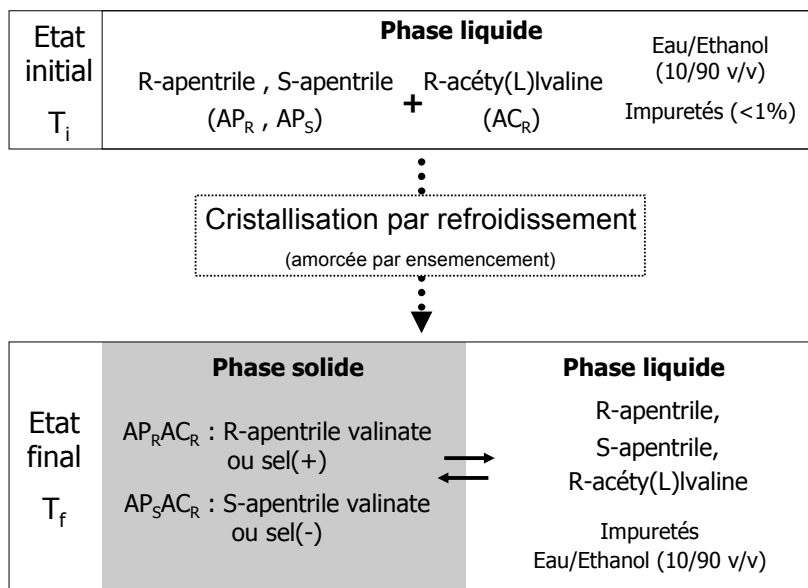 Etat
initial
Ti
Phase liquide
R-apentrile , S-apentrile
(APR , APS)
+
R-acéty(L)lvaline
(ACR)
Eau/Ethanol
(10/90 v/v)
Impuretés (<1%)
Cristallisation par refroidissement
(amorcée par ensemencement)
Etat
final
Tf
Phase solide
APRACR : R-apentrile valinate
ou sel(+)
APSACR : S-apentrile valinate
ou sel(-)
Phase liquide
R-apentrile,
S-apentrile,
R-acéty(L)lvaline
Impuretés
Eau/Ethanol (10/90 v/v)